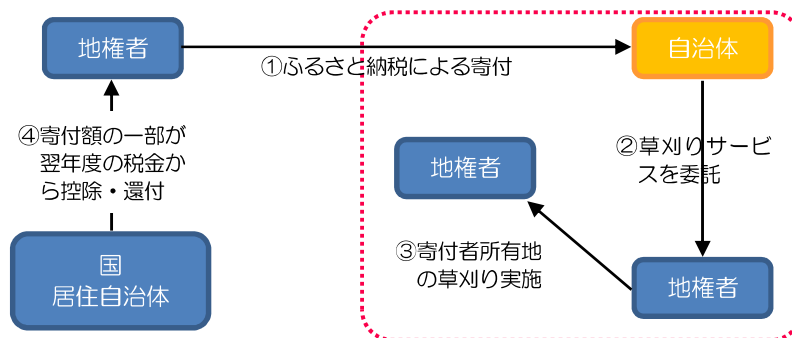 地権者
自治体
①ふるさと納税による寄付
④寄付額の一部が
翌年度の税金か
ら控除・還付
地権者
②草刈りサービ
スを委託
③寄付者所有地
の草刈り実施
国
居住自治体
地権者